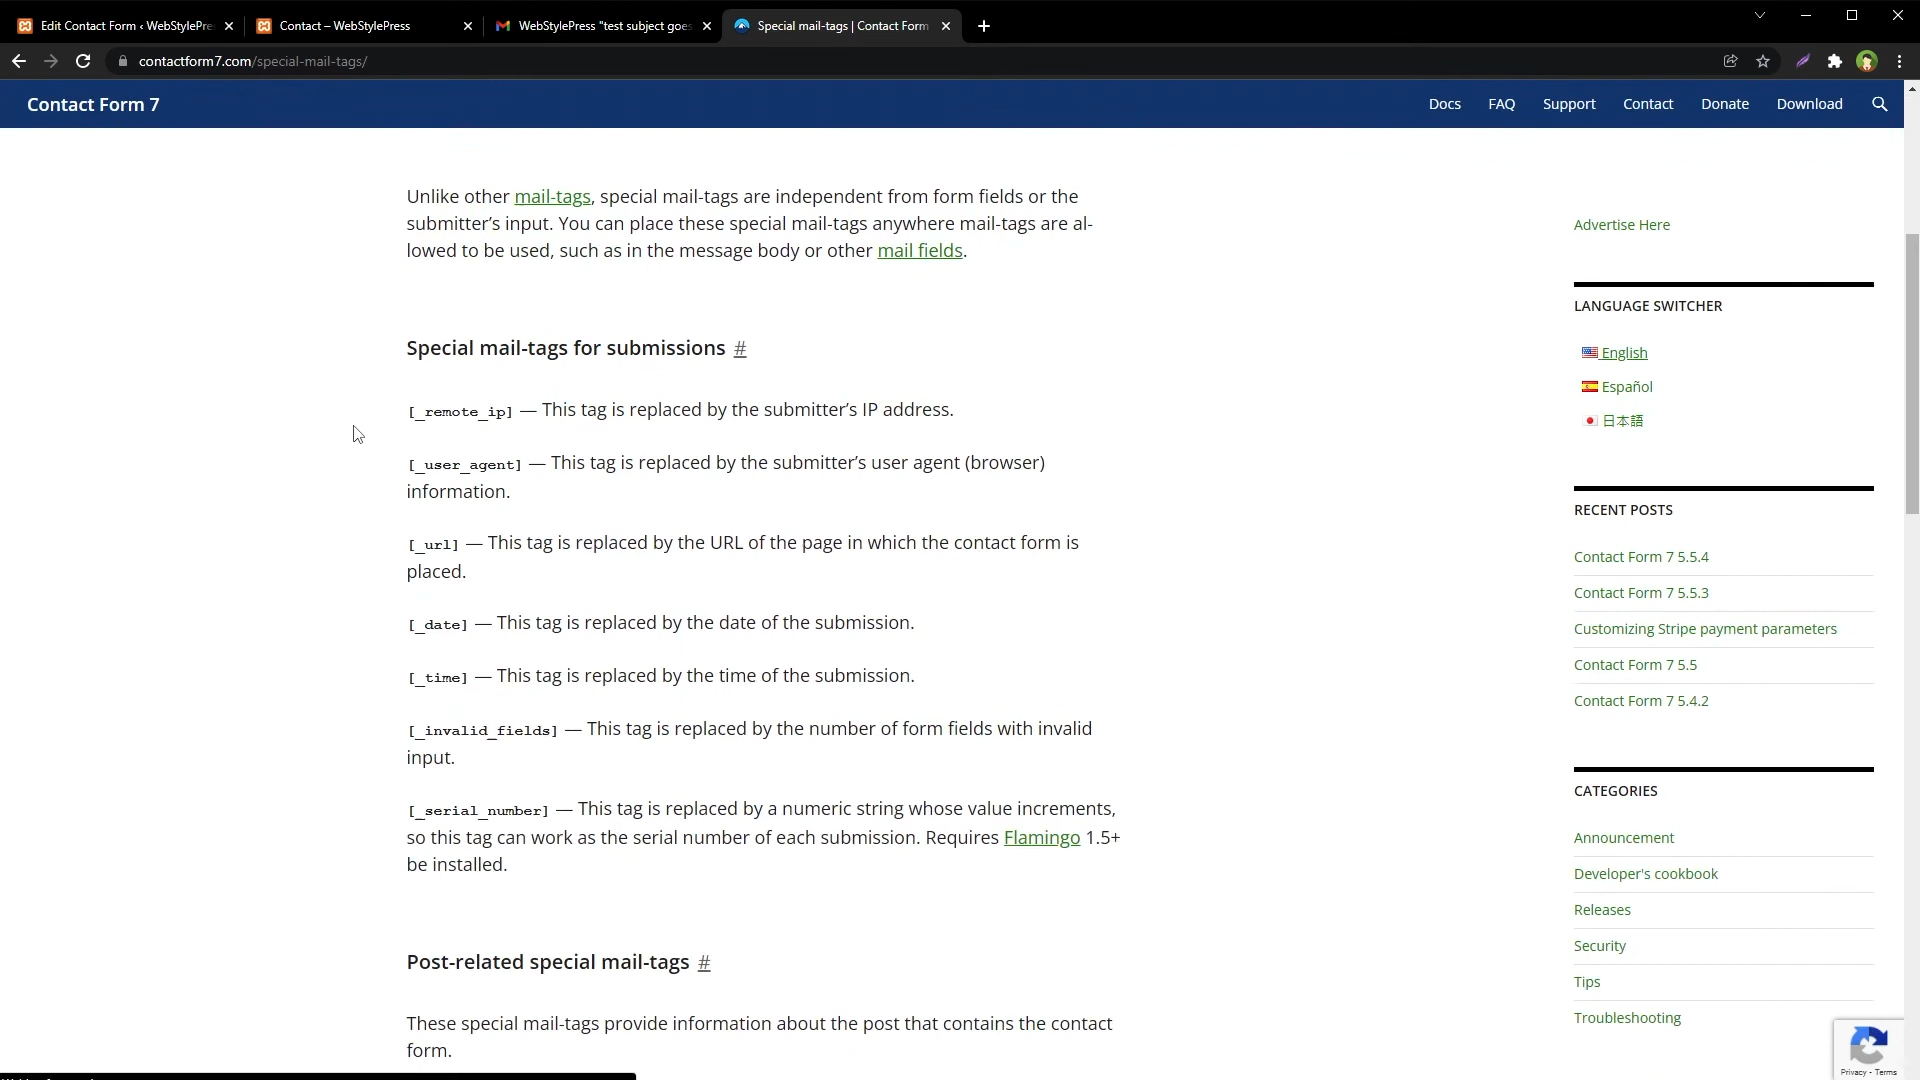 Edit Contact Form ‹ WebStylePre
Contact – WebStylePress
WebStylePress "test subject goes
Special mail-tags | Contact Form
contactform7.com/special-mail-tags/
Contact Form 7
Docs
FAQ
Support
Contact
Donate
Download
Unlike other mail-tags, special mail-tags are independent from form fields or the
submitter’s input. You can place these special mail-tags anywhere mail-tags are al-
lowed to be used, such as in the message body or other mail fields.
Special mail-tags for submissions #
[_remote_ip] — This tag is replaced by the submitter’s IP address.
[_user_agent] — This tag is replaced by the submitter’s user agent (browser)
information.
[_url] — This tag is replaced by the URL of the page in which the contact form is
placed.
[_date] — This tag is replaced by the date of the submission.
[_time] — This tag is replaced by the time of the submission.
[_invalid_fields] — This tag is replaced by the number of form fields with invalid
input.
[_serial_number] — This tag is replaced by a numeric string whose value increments,
so this tag can work as the serial number of each submission. Requires Flamingo 1.5+
be installed.
Post-related special mail-tags #
These special mail-tags provide information about the post that contains the contact
form.
Advertise Here
LANGUAGE SWITCHER
English
Español
日本語
RECENT POSTS
Contact Form 7 5.5.4
Contact Form 7 5.5.3
Customizing Stripe payment parameters
Contact Form 7 5.5
Contact Form 7 5.4.2
CATEGORIES
Announcement
Developer's cookbook
Releases
Security
Tips
Troubleshooting
Privacy - Terms